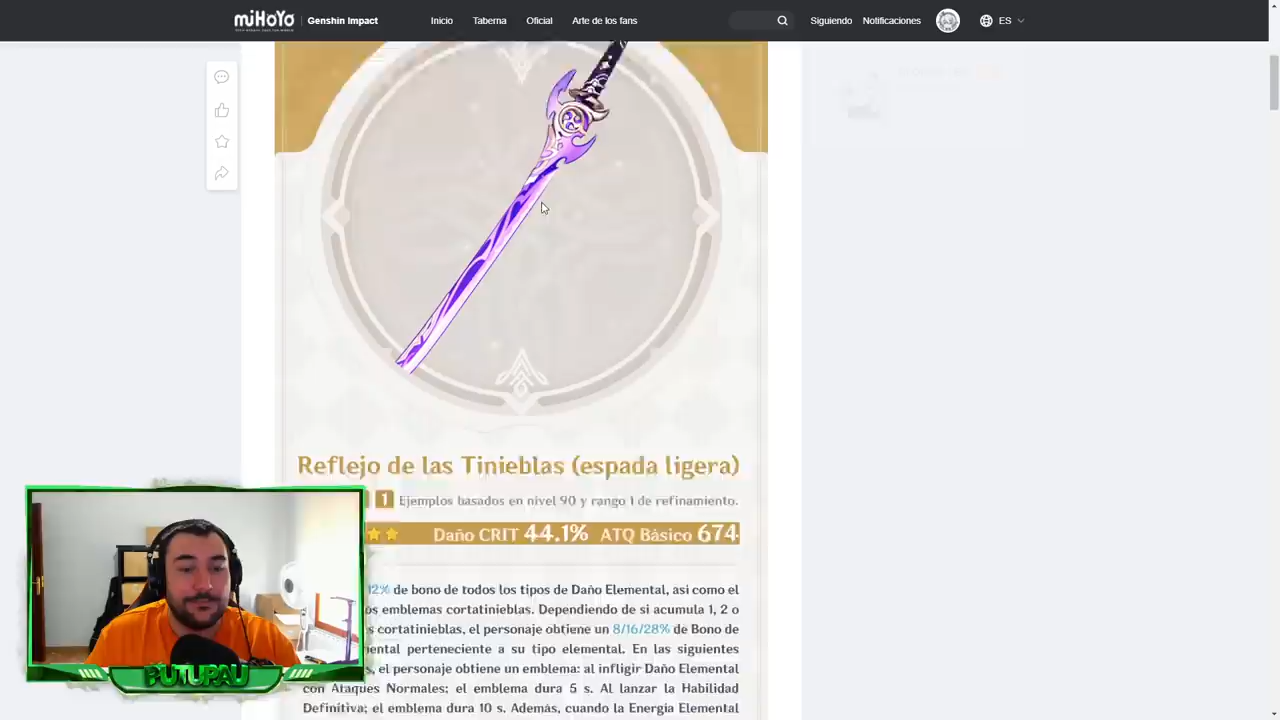 miHoYo
TECH OTAKUS SAVE THE WORLD
Genshin Impact
Inicio
Taberna
Oficial
Arte de los fans
Siguiendo
Notificaciones
ES
Reflejo de las Tinieblas (espada ligera)
1 Ejemplos basados en nivel 90 y rango 1 de refinamiento.
Daño CRIT 44.1% ATQ Básico 674
12% de bono de todos los tipos de Daño Elemental, así como el
emblemas cortatinieblas. Dependiendo de si acumula 1, 2 o
cortatinieblas, el personaje obtiene un 8/16/28% de Bono de
perteneciente a su tipo elemental. En las siguientes
el personaje obtiene un emblema: al infligir Daño Elemental
con Ataques Normales; el emblema dura 5 s. Al lanzar la Habilidad
Definitiva; el emblema dura 10 s. Además, cuando la Energía Elemental
PUTUPAU